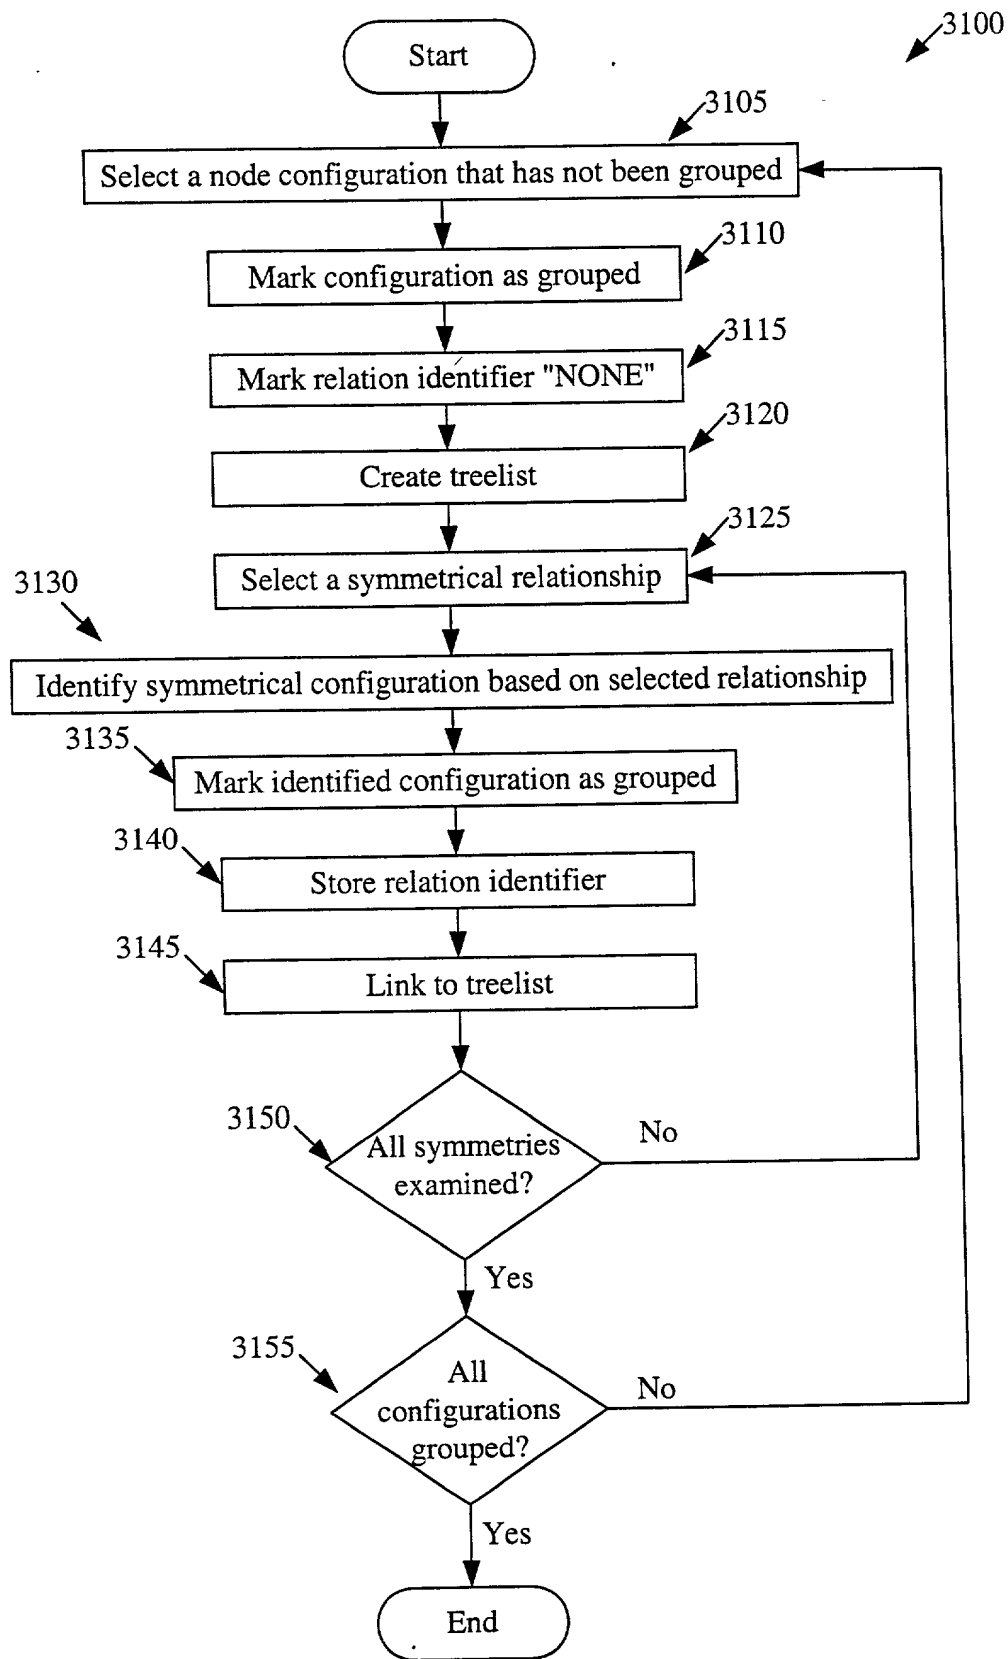 3100
Start
3105
Select a node configuration that has not been grouped
3110
Mark configuration as grouped
3115
Mark relation identifier "NONE"
3120
Create treelist
3125
Select a symmetrical relationship
3130
Identify symmetrical configuration based on selected relationship
3135
Mark identified configuration as grouped
3140
Store relation identifier
3145
Link to treelist
3150
All symmetries
examined?
No
Yes
3155
All
configurations
grouped?
No
Yes
End